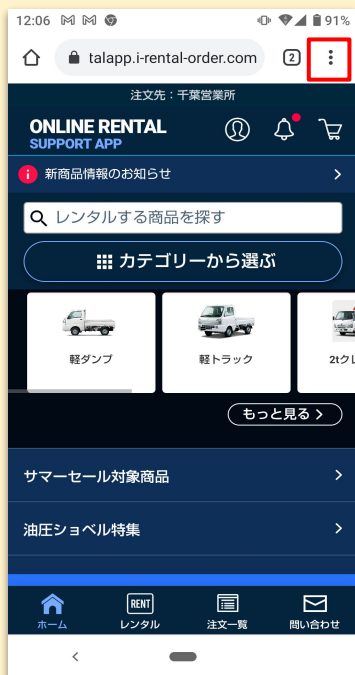 12:06
91%
talapp.i-rental-order.com
2
注文先：千葉営業所
ONLINE RENTAL
SUPPORT APP
新商品情報のお知らせ
レンタルする商品を探す
カテゴリーから選ぶ
軽ダンプ
軽トラック
2tクレ
もっと見る
サマーセール対象商品
油圧ショベル特集
RENT
ホーム
レンタル
注文一覧
問い合わせ